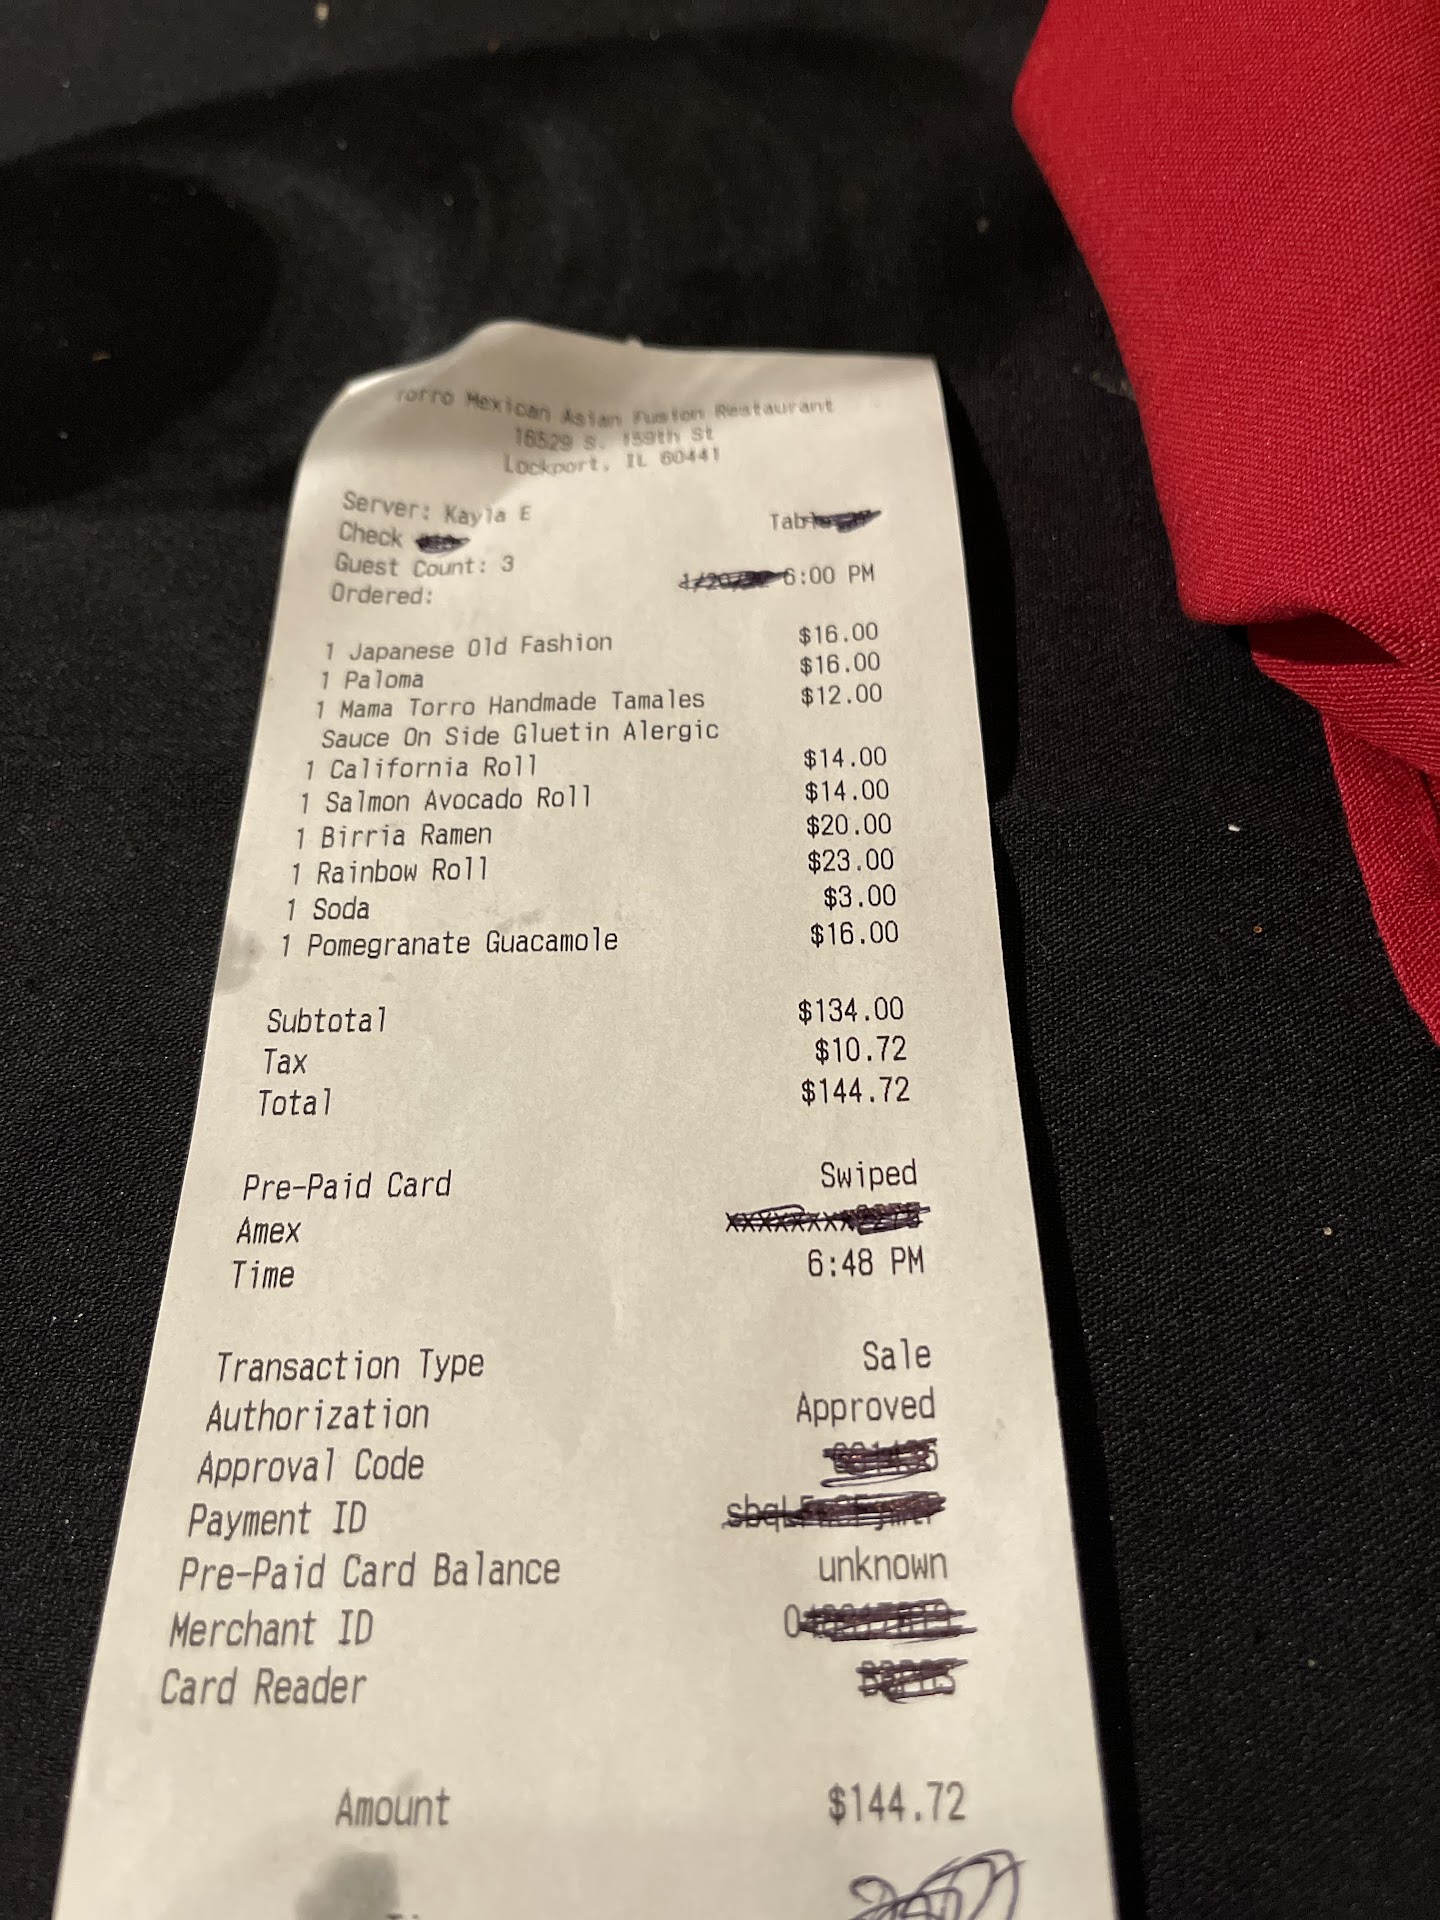 Torro Mexican Asian Fusion Restaurant
16529 S. 159th St
Lockport, IL 60441
Server: Kayla E
Check Table
Guest Count: 3
Ordered: 6:00 PM
1 Japanese Old Fashion $16.00
1 Paloma $16.00
1 Mama Torro Handmade Tamales $12.00
Sauce On Side Gluetin Alergic
1 California Roll $14.00
1 Salmon Avocado Roll $14.00
1 Birria Ramen $20.00
1 Rainbow Roll $23.00
1 Soda $3.00
1 Pomegranate Guacamole $16.00
Subtotal $134.00
Tax $10.72
Total $144.72
Pre-Paid Card Swiped
Amex
Time 6:48 PM
Transaction Type Sale
Authorization Approved
Approval Code
Payment ID
Pre-Paid Card Balance unknown
Merchant ID
Card Reader
Amount $144.72